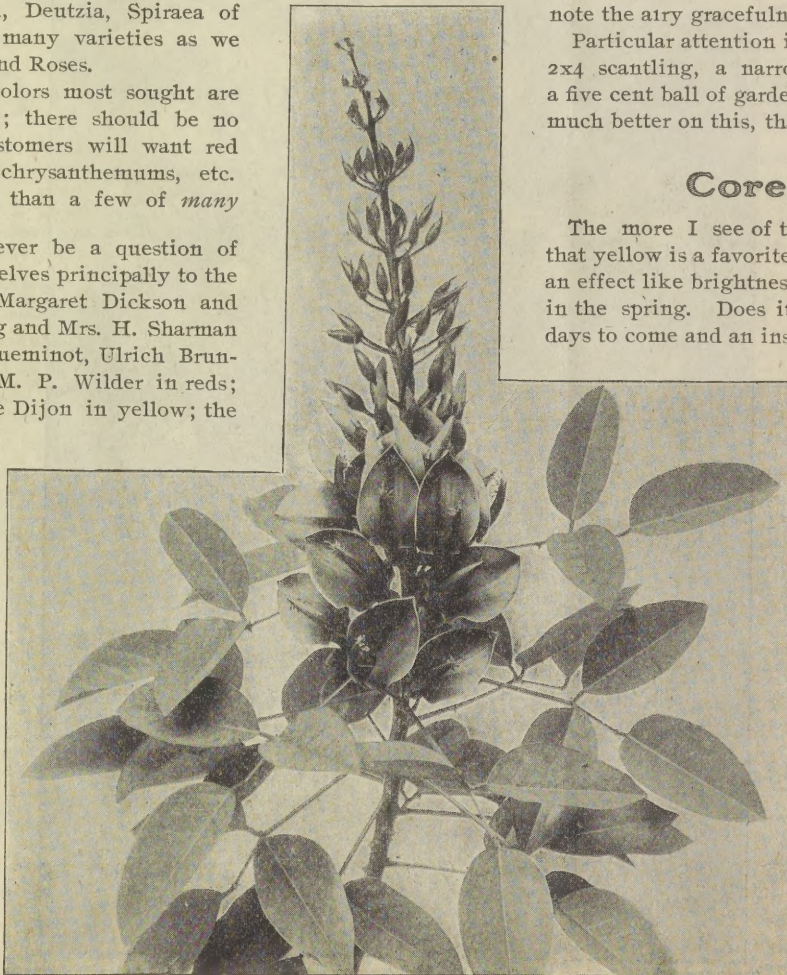 , Deutzia, Spiraea of
many varieties as we
nd Roses.
olors most sought are
; there should be no
stomers will want red
chrysanthemums, etc.
than a few of many
ever be a question of
elves principally to the
Margaret Dickson and
g and Mrs. H. Sharman
ueminot, Ulrich Brun-
M. P. Wilder in reds;
e Dijon in yellow; the
note the airy gracefuln
Particular attention i
2x4 scantling, a narro
a five cent ball of garde
much better on this, th
Core
The more I see of t
that yellow is a favorite
an effect like brightnes
in the spring. Does it
days to come and an ins